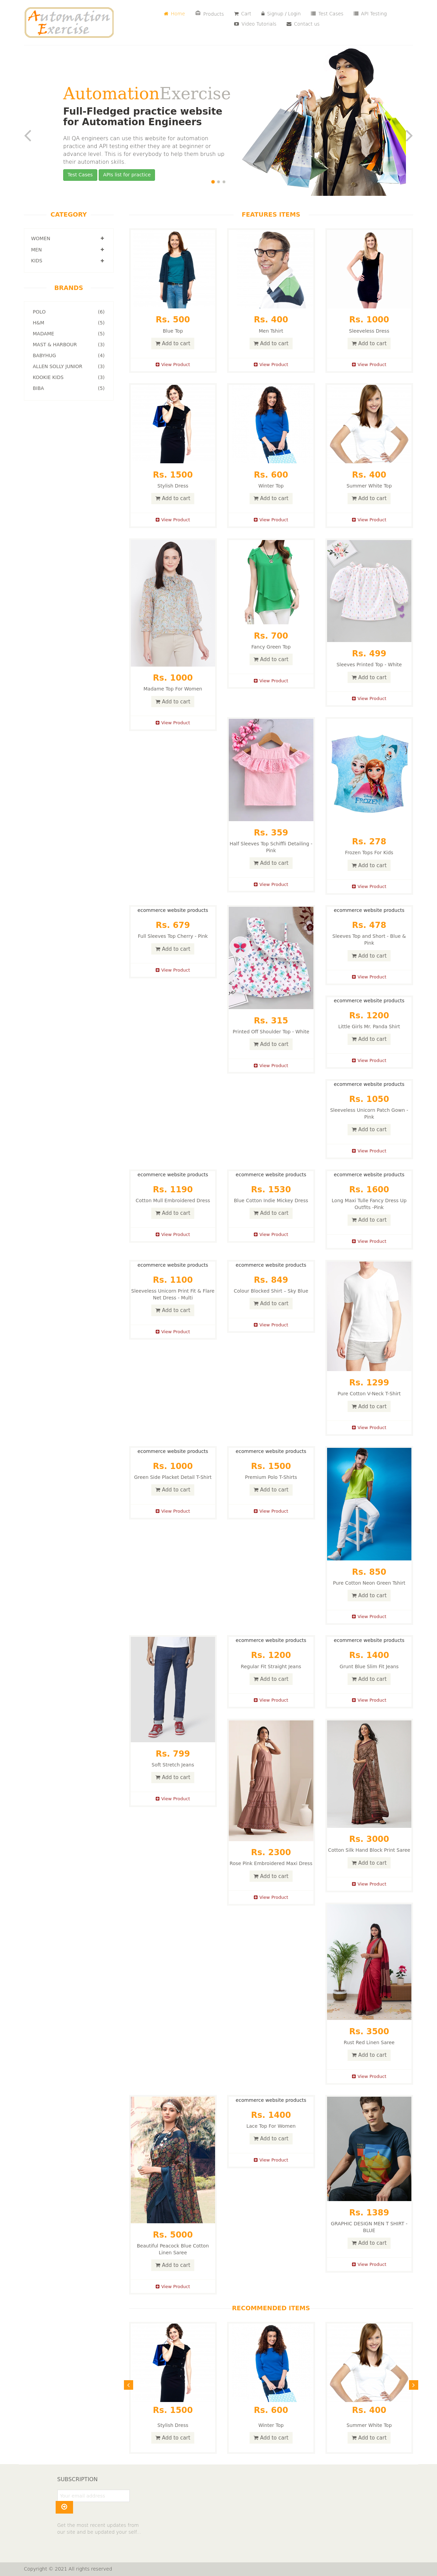 Automation
Exercise
Home
Products
Cart
Signup / Login
Test Cases
API Testing
Video Tutorials
Contact us
AutomationExercise
Full-Fledged practice website
for Automation Engineers
All QA engineers can use this website for automation
practice and API testing either they are at beginner or
advance level. This is for everybody to help them brush up
their automation skills.
Test Cases
APIs list for practice
CATEGORY
WOMEN
MEN
KIDS
BRANDS
POLO (6)
H&M (5)
MADAME (5)
MAST & HARBOUR (3)
BABYHUG (4)
ALLEN SOLLY JUNIOR (3)
KOOKIE KIDS (3)
BIBA (5)
FEATURES ITEMS
Rs. 500
Blue Top
Add to cart
View Product
Rs. 400
Men Tshirt
Add to cart
View Product
Rs. 1000
Sleeveless Dress
Add to cart
View Product
Rs. 1500
Stylish Dress
Add to cart
View Product
Rs. 600
Winter Top
Add to cart
View Product
Rs. 400
Summer White Top
Add to cart
View Product
Rs. 1000
Madame Top For Women
Add to cart
View Product
Rs. 700
Fancy Green Top
Add to cart
View Product
Rs. 499
Sleeves Printed Top - White
Add to cart
View Product
Rs. 359
Half Sleeves Top Schiffli Detailing -
Pink
Add to cart
View Product
FROZEN
Rs. 278
Frozen Tops For Kids
Add to cart
View Product
ecommerce website products
Rs. 679
Full Sleeves Top Cherry - Pink
Add to cart
View Product
Rs. 315
Printed Off Shoulder Top - White
Add to cart
View Product
ecommerce website products
Rs. 478
Sleeves Top and Short - Blue &
Pink
Add to cart
View Product
ecommerce website products
Rs. 1200
Little Girls Mr. Panda Shirt
Add to cart
View Product
ecommerce website products
Rs. 1050
Sleeveless Unicorn Patch Gown -
Pink
Add to cart
View Product
ecommerce website products
Rs. 1190
Cotton Mull Embroidered Dress
Add to cart
View Product
ecommerce website products
Rs. 1530
Blue Cotton Indie Mickey Dress
Add to cart
View Product
ecommerce website products
Rs. 1600
Long Maxi Tulle Fancy Dress Up
Outfits -Pink
Add to cart
View Product
ecommerce website products
Rs. 1100
Sleeveless Unicorn Print Fit & Flare
Net Dress - Multi
Add to cart
View Product
ecommerce website products
Rs. 849
Colour Blocked Shirt – Sky Blue
Add to cart
View Product
Rs. 1299
Pure Cotton V-Neck T-Shirt
Add to cart
View Product
ecommerce website products
Rs. 1000
Green Side Placket Detail T-Shirt
Add to cart
View Product
ecommerce website products
Rs. 1500
Premium Polo T-Shirts
Add to cart
View Product
Rs. 850
Pure Cotton Neon Green Tshirt
Add to cart
View Product
Rs. 799
Soft Stretch Jeans
Add to cart
View Product
ecommerce website products
Rs. 1200
Regular Fit Straight Jeans
Add to cart
View Product
ecommerce website products
Rs. 1400
Grunt Blue Slim Fit Jeans
Add to cart
View Product
Rs. 2300
Rose Pink Embroidered Maxi Dress
Add to cart
View Product
Rs. 3000
Cotton Silk Hand Block Print Saree
Add to cart
View Product
Rs. 3500
Rust Red Linen Saree
Add to cart
View Product
Rs. 5000
Beautiful Peacock Blue Cotton
Linen Saree
Add to cart
View Product
ecommerce website products
Rs. 1400
Lace Top For Women
Add to cart
View Product
Rs. 1389
GRAPHIC DESIGN MEN T SHIRT -
BLUE
Add to cart
View Product
RECOMMENDED ITEMS
Rs. 1500
Stylish Dress
Add to cart
Rs. 600
Winter Top
Add to cart
Rs. 400
Summer White Top
Add to cart
SUBSCRIPTION
Your email address
Get the most recent updates from
our site and be updated your self...
Copyright © 2021 All rights reserved